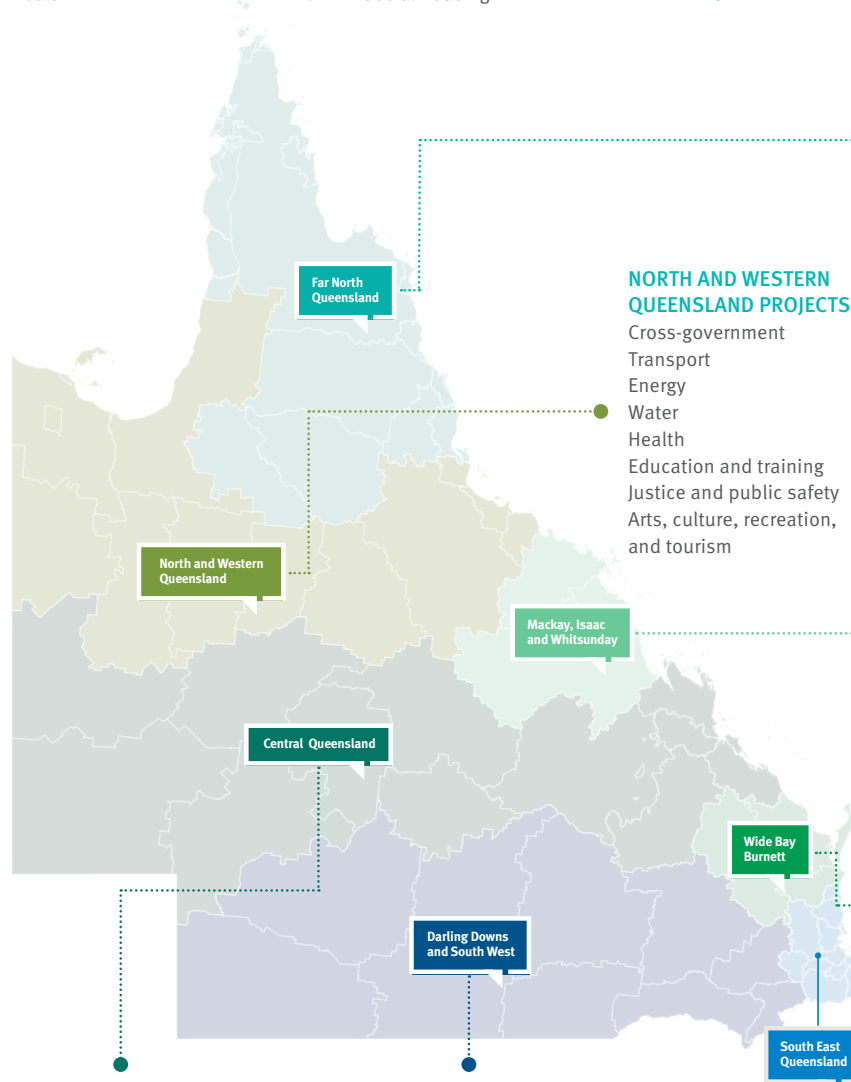 Far North
Queensland
NORTH AND WESTERN
QUEENSLAND PROJECTS
Cross-government
Transport
Energy
Water
Health
Education and training
Justice and public safety
Arts, culture, recreation,
and tourism
North and Western
Queensland
Mackay, Isaac
and Whitsunday
Central Queensland
Wide Bay
Burnett
Darling Downs
and South West
South East
Queensland